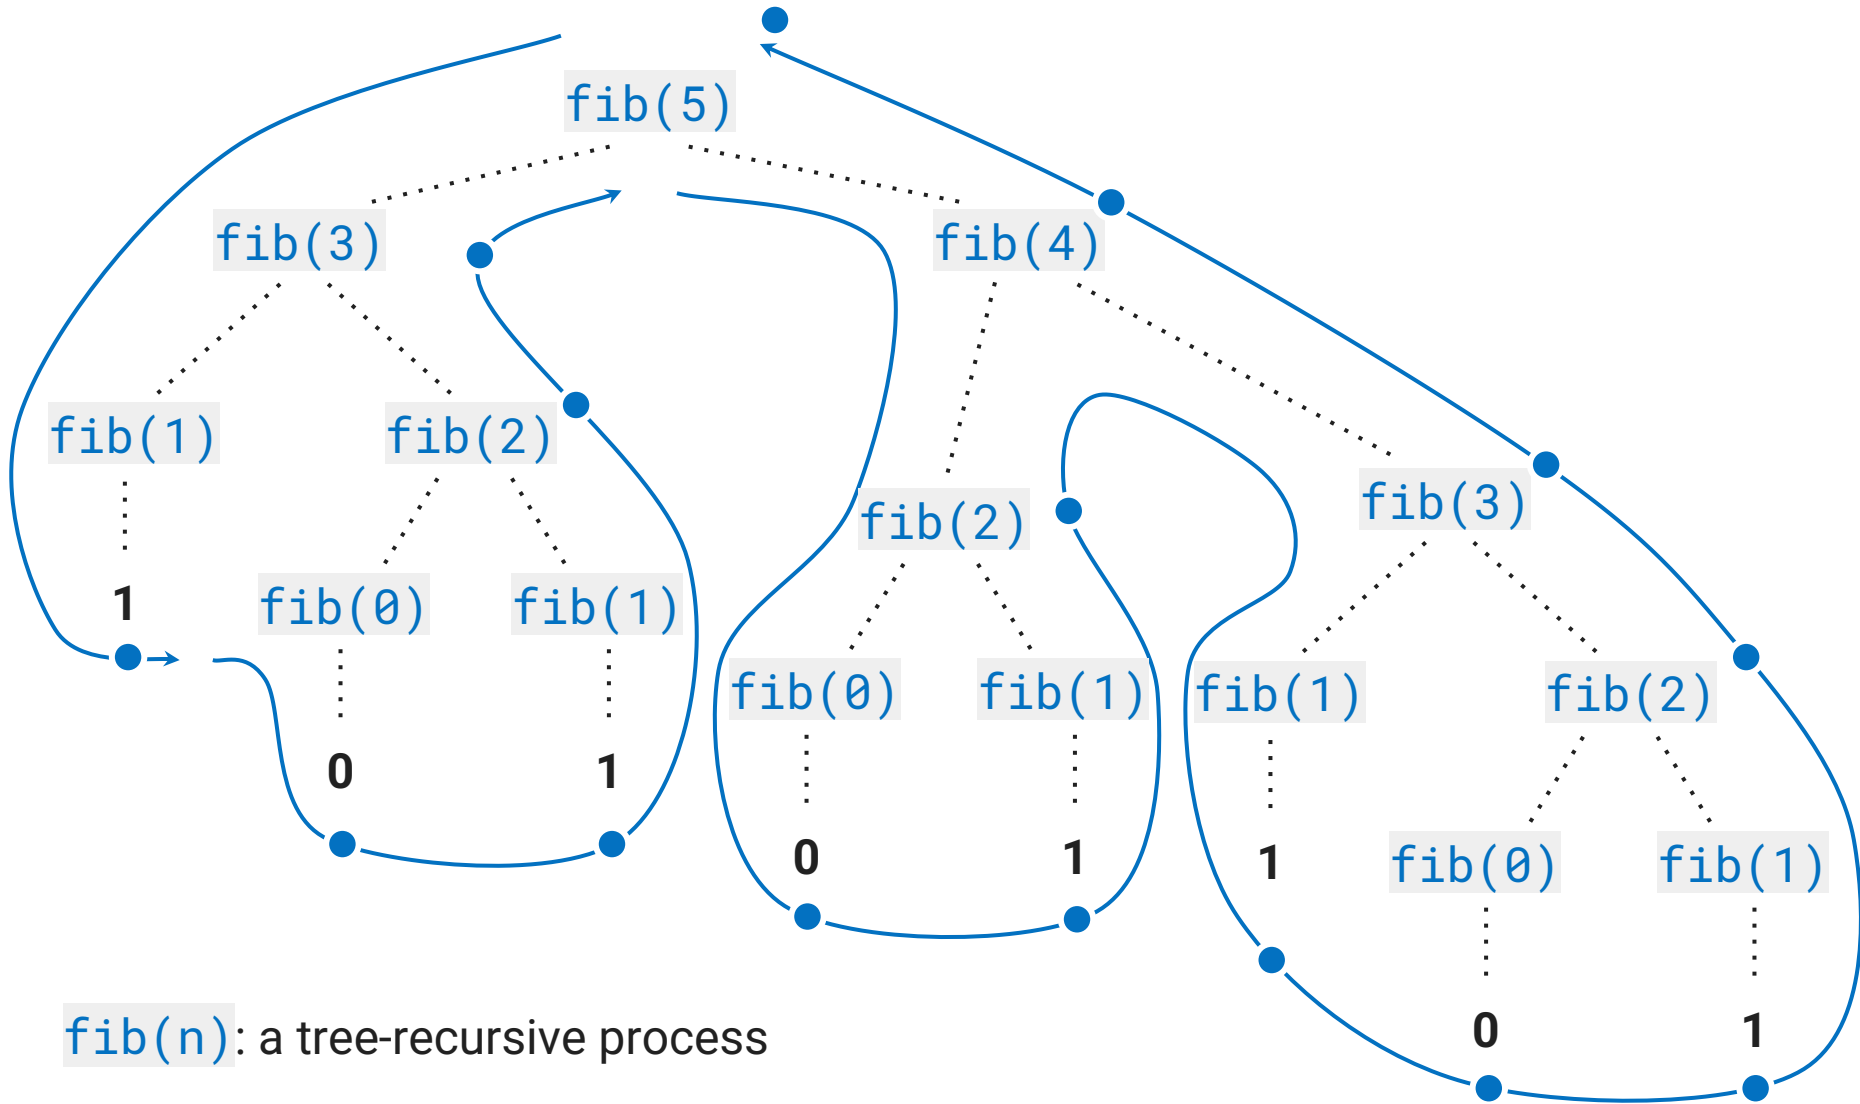 fib(5)
fib(3) fib(4)
fib(1) fib(2)
fib(2) fib(3)
1 fib(0) fib(1)
fib(0) fib(1) fib(1) fib(2)
0 1
0 1 1 fib(0) fib(1)
0 1
fib(n): a tree-recursive process